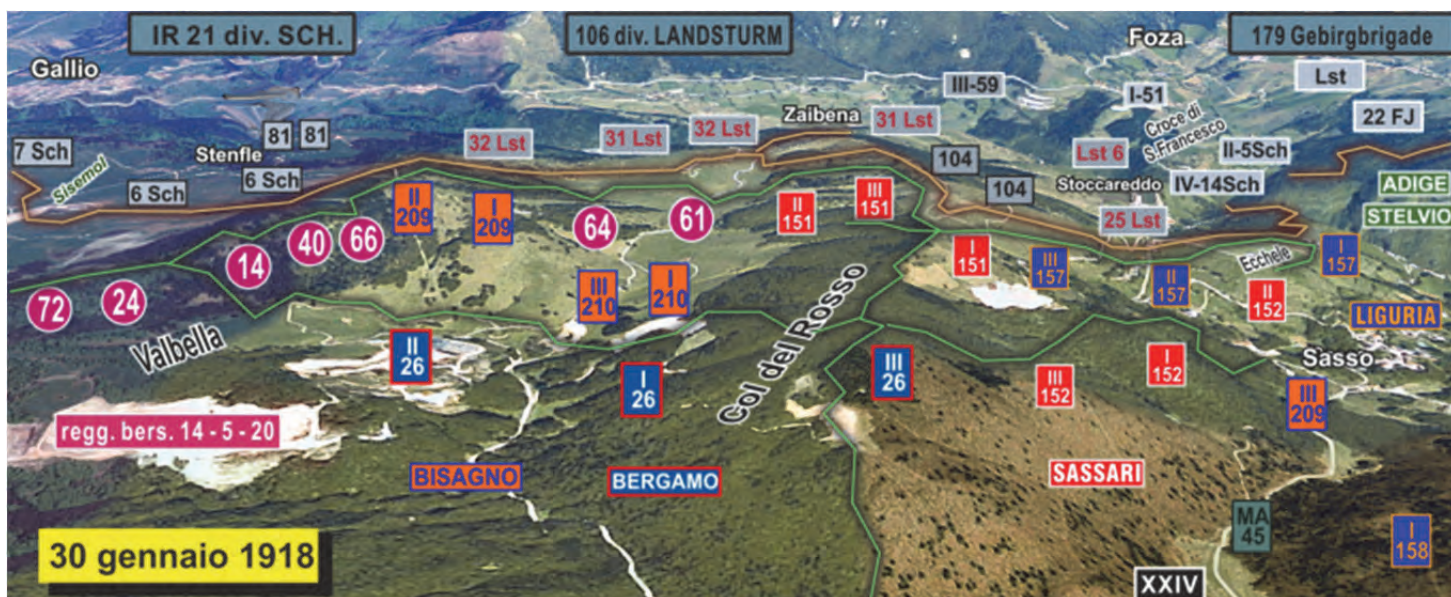 IR 21 div. SCH.
106 div. LANDSTURM
179 Gebirgbrigade
Gallio
Foza
Lst
III-59
I-51
22 FJ
81
81
Zaibena
31 Lst
32 Lst
31 Lst
32 Lst
Croce di
S.Francesco
7 Sch
Stenfle
Lst 6
II-5Sch
Sisemol
6 Sch
6 Sch
104
104
Stoccareddo
IV-14Sch
ADIGE
STELVIO
25 Lst
II
209
I
209
II
151
III
151
64
61
14
40
66
I
151
III
157
II
157
Ecchele
I
157
72
24
III
210
I
210
II
152
LIGURIA
Valbella
Col del Rosso
II
26
I
26
III
26
III
152
I
152
Sasso
III
209
regg. bers. 14 - 5 - 20
BISAGNO
BERGAMO
SASSARI
MA
45
I
158
30 gennaio 1918
XXIV